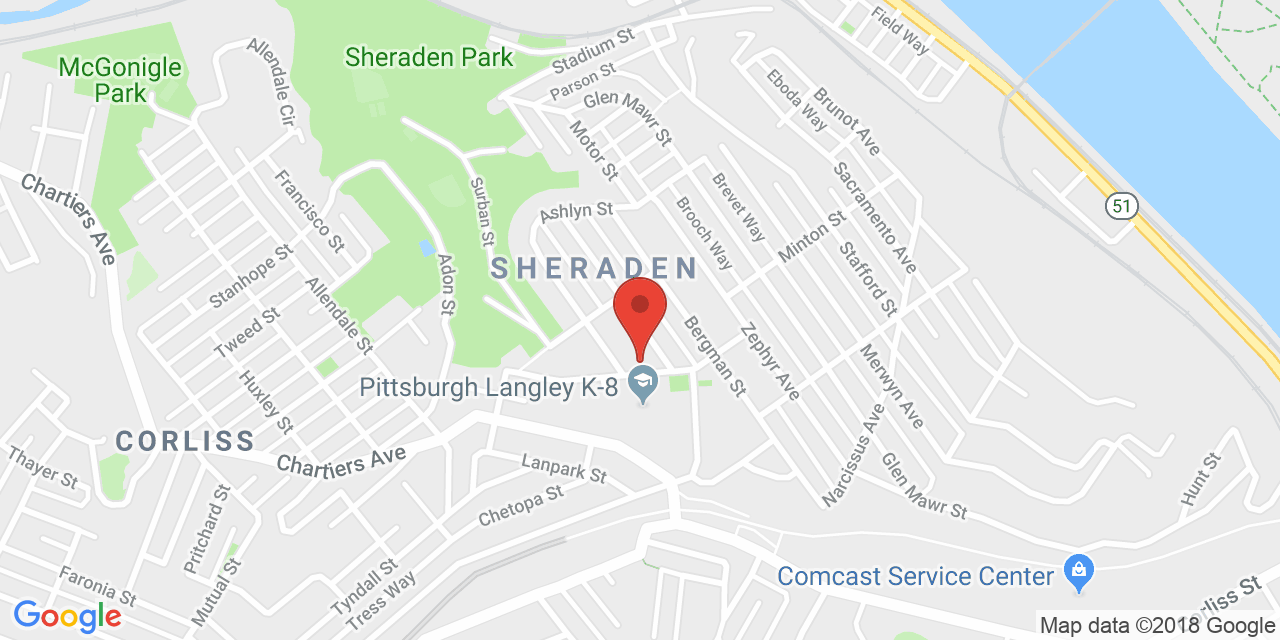 Field Way
Stadium St
Allendale Cir
Sheraden Park
McGonigle
Park
Parson St
Eboda Way
Brunot Ave
Glen Mawr St
Motor St
Chartiers Ave
Francisco St
Surban St
Ashlyn St
Brooch Way
Brevet Way
Minton St
Sacramento Ave
51
Stanhope St
Adon St
SHERADEN
Stafford St
Allendale St
Tweed St
Bergman St
Zephyr Ave
Merwyn Ave
Huxley St
Pittsburgh Langley K-8
CORLISS
Chartiers Ave
Narcissus Ave
Thayer St
Lanpark St
Chetopa St
Glen Mawr St
Hunt St
Pritchard St
Mutual St
Faronia St
Tyndall St
Tress Way
Comcast Service Center
Google
Map data ©2018 Google